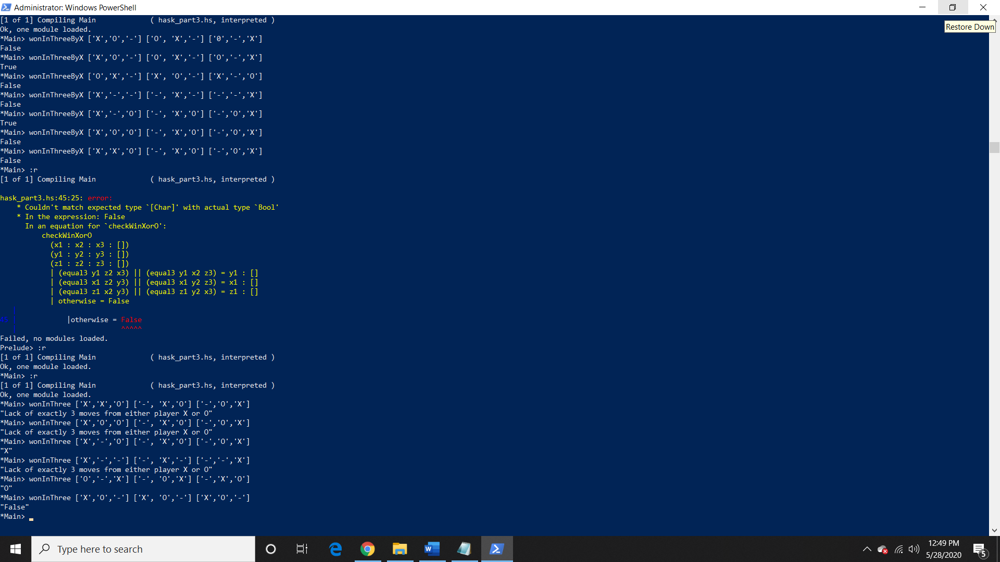 Administrator: Windows PowerShell
Restore Down
[1 of 1] Compiling Main             ( hask_part3.hs, interpreted )
Ok, one module loaded.
*Main> wonInThreeByX ['X','O','-'] ['O', 'X','-'] ['0','-','X']
False
*Main> wonInThreeByX ['X','O','-'] ['O', 'X','-'] ['O','-','X']
True
*Main> wonInThreeByX ['O','X','-'] ['X', 'O','-'] ['X','-','O']
False
*Main> wonInThreeByX ['X','-','-'] ['-', 'X','-'] ['-','-','X']
False
*Main> wonInThreeByX ['X','-','O'] ['-', 'X','O'] ['-','O','X']
True
*Main> wonInThreeByX ['X','O','O'] ['-', 'X','O'] ['-','O','X']
False
*Main> wonInThreeByX ['X','X','O'] ['-', 'X','O'] ['-','O','X']
False
*Main> :r
[1 of 1] Compiling Main             ( hask_part3.hs, interpreted )
hask_part3.hs:45:25: error:
    * Couldn't match expected type `[Char]' with actual type `Bool'
    * In the expression: False
      In an equation for `checkWinXorO':
          checkWinXorO
            (x1 : x2 : x3 : [])
            (y1 : y2 : y3 : [])
            (z1 : z2 : z3 : [])
            | (equal3 y1 z2 x3) || (equal3 y1 x2 z3) = y1 : []
            | (equal3 x1 z2 y3) || (equal3 x1 y2 z3) = x1 : []
            | (equal3 z1 x2 y3) || (equal3 z1 y2 x3) = z1 : []
            | otherwise = False
45 |            |otherwise = False
   |                         ^^^^^
Failed, no modules loaded.
Prelude> :r
[1 of 1] Compiling Main             ( hask_part3.hs, interpreted )
Ok, one module loaded.
*Main> :r
[1 of 1] Compiling Main             ( hask_part3.hs, interpreted )
Ok, one module loaded.
*Main> wonInThree ['X','X','O'] ['-', 'X','O'] ['-','O','X']
"Lack of exactly 3 moves from either player X or O"
*Main> wonInThree ['X','O','O'] ['-', 'X','O'] ['-','O','X']
"Lack of exactly 3 moves from either player X or O"
*Main> wonInThree ['X','-','O'] ['-', 'X','O'] ['-','O','X']
"X"
*Main> wonInThree ['X','-','-'] ['-', 'X','-'] ['-','-','X']
"Lack of exactly 3 moves from either player X or O"
*Main> wonInThree ['O','-','X'] ['-', 'O','X'] ['-','X','O']
"O"
*Main> wonInThree ['X','O','-'] ['X', 'O','-'] ['X','O','-']
"False"
*Main>
Type here to search
12:49 PM
5/28/2020
5